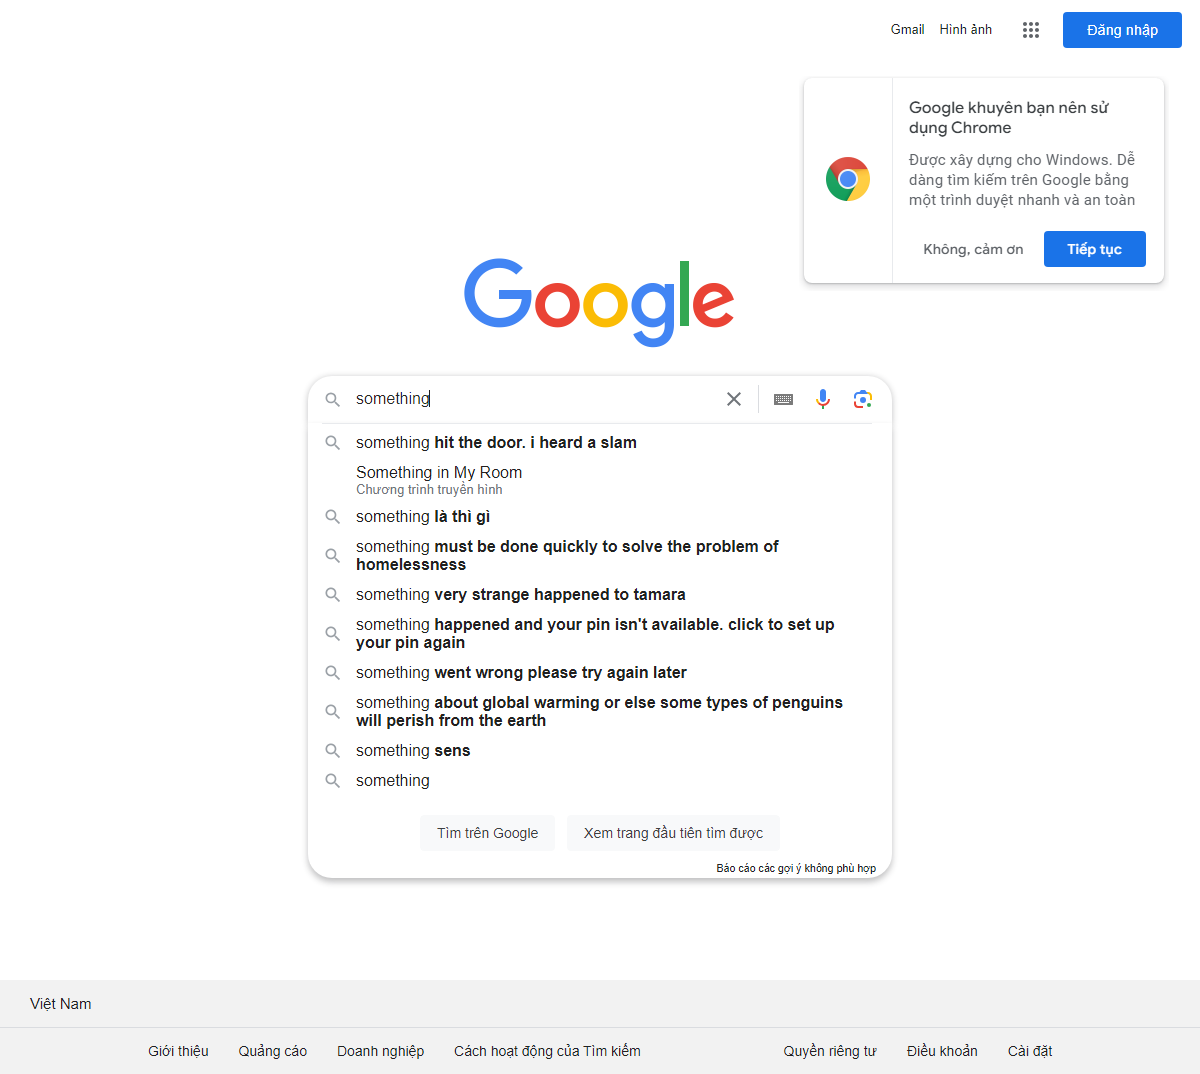 Gmail Hình ảnh Đăng nhập
Google khuyên bạn nên sử
dụng Chrome
Được xây dựng cho Windows. Dễ
dàng tìm kiếm trên Google bằng
một trình duyệt nhanh và an toàn
Không, cảm ơn Tiếp tục
Google
something
something hit the door. i heard a slam
Something in My Room
Chương trình truyền hình
something là thì gì
something must be done quickly to solve the problem of
homelessness
something very strange happened to tamara
something happened and your pin isn't available. click to set up
your pin again
something went wrong please try again later
something about global warming or else some types of penguins
will perish from the earth
something sens
something
Tìm trên Google Xem trang đầu tiên tìm được
Báo cáo các gợi ý không phù hợp
Việt Nam
Giới thiệu Quảng cáo Doanh nghiệp Cách hoạt động của Tìm kiếm Quyền riêng tư Điều khoản Cài đặt